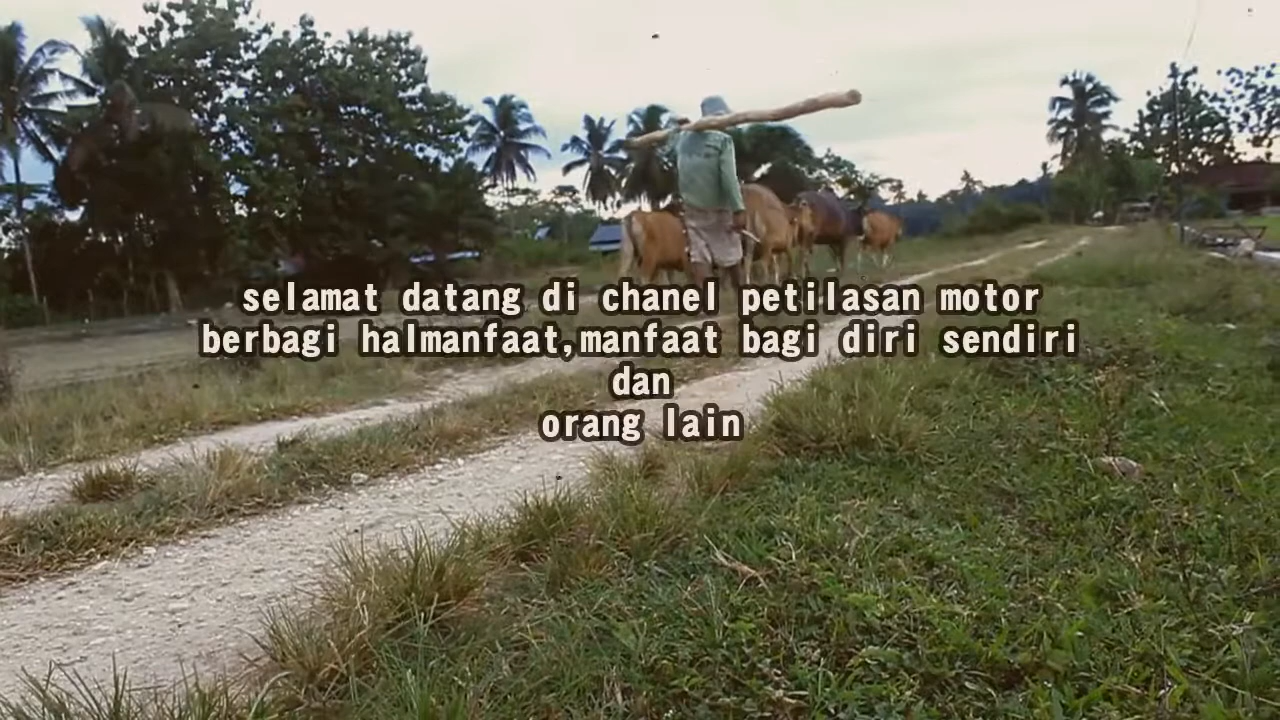 selamat datang di chanel petilasan motor
berbagi halmanfaat,manfaat bagi diri sendiri
dan
orang lain